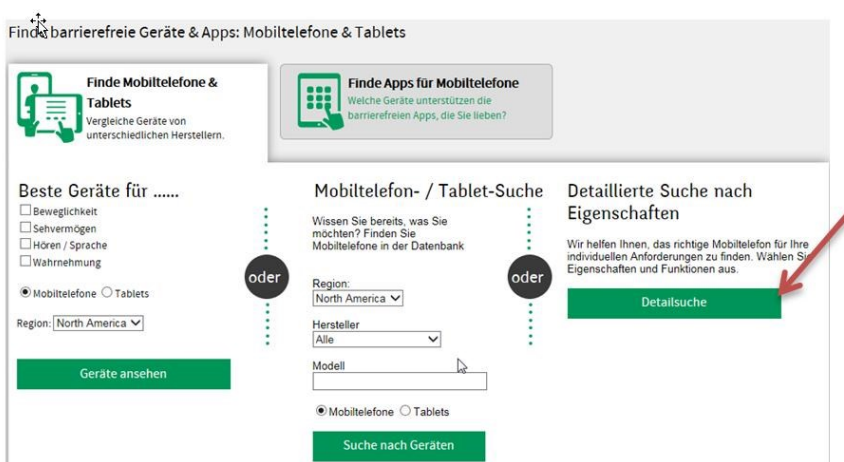 Finde barrierefreie Geräte & Apps: Mobiltelefone & Tablets
Finde Mobiltelefone &
Tablets
Vergleiche Geräte von
unterschiedlichen Herstellern.
Finde Apps für Mobiltelefone
Welche Geräte unterstützen die
barrierefreien Apps, die Sie lieben?
Beste Geräte für ......
Beweglichkeit
Sehvermögen
Hören / Sprache
Wahrnehmung
Mobiltelefone Tablets
Region: North America
Geräte ansehen
oder
Mobiltelefon- / Tablet-Suche
Wissen Sie bereits, was Sie
möchten? Finden Sie
Mobiltelefone in der Datenbank
Region:
North America
Hersteller
Alle
Modell
Mobiltelefone Tablets
Suche nach Geräten
oder
Detaillierte Suche nach
Eigenschaften
Wir helfen Ihnen, das richtige Mobiltelefon für Ihre
individuellen Anforderungen zu finden. Wählen Sie
Eigenschaften und Funktionen aus.
Detailsuche